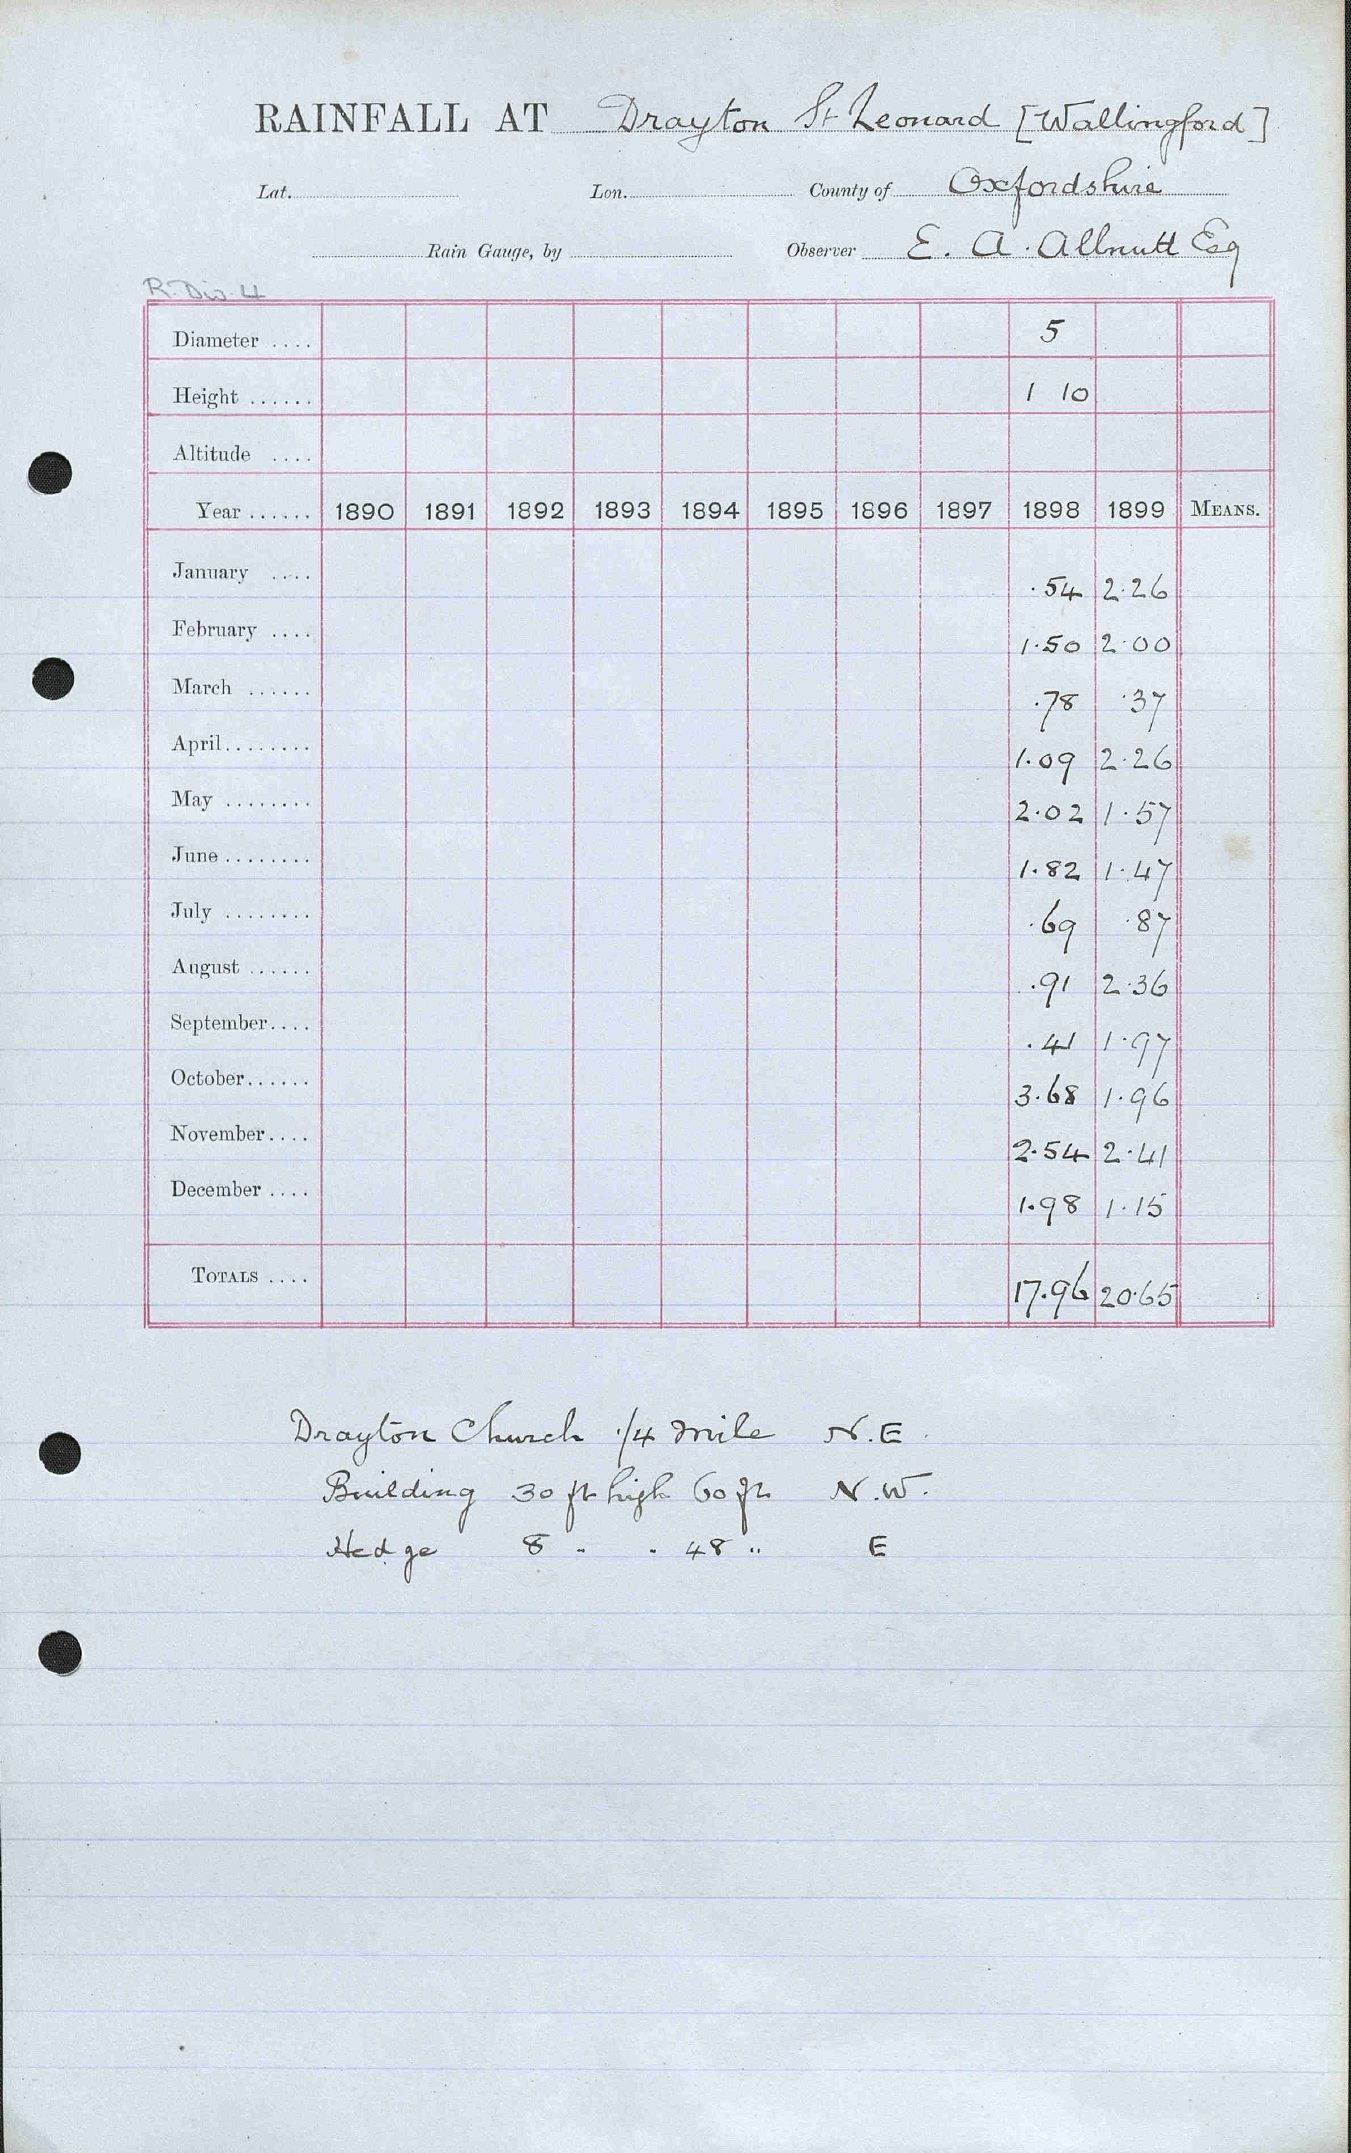 RAINFALL AT Drayton St Leonard [Wallingford]
Lat. Lon. County of Oxfordshire
Rain Gauge, by Observer E. A. Allnutt Esq
R. Div. 4
Diameter .... 5
Height ...... 1 10
Altitude ....
Year ...... 1890 1891 1892 1893 1894 1895 1896 1897 1898 1899 MEANS.
January .... .54 2.26
February .... 1.50 2.00
March ...... .78 .37
April........ 1.09 2.26
May ........ 2.02 1.57
June ........ 1.82 1.47
July ........ .69 .87
August ...... .91 2.36
September.... .41 1.97
October...... 3.68 1.96
November.... 2.54 2.41
December .... 1.98 1.15
TOTALS .... 17.96 20.65
Drayton Church 1/4 mile N.E.
Building 30 ft high 60 ft N.W.
Hedge 8 " " 48 " E